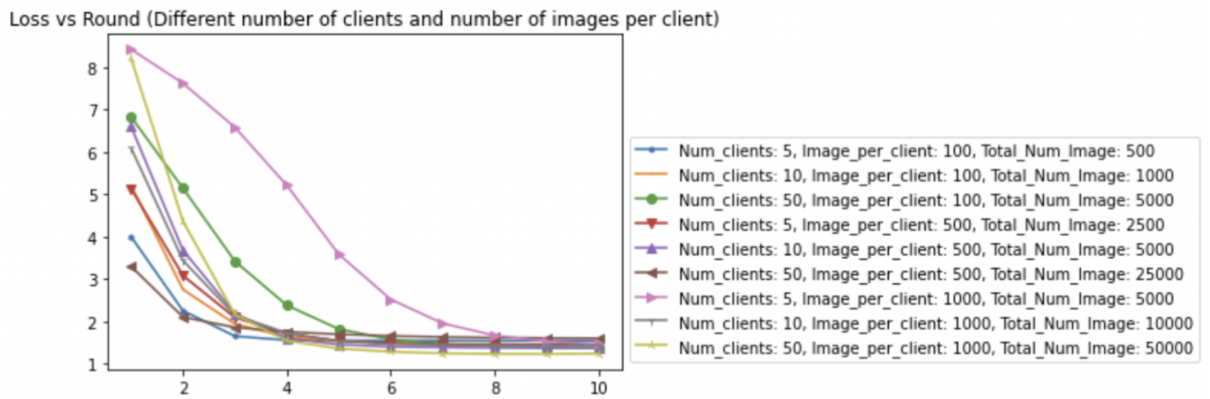 Loss vs Round (Different number of clients and number of images per client)
8
7
6
5
4
3
2
1
2 4 6 8 10
Num_clients: 5, Image_per_client: 100, Total_Num_Image: 500
Num_clients: 10, Image_per_client: 100, Total_Num_Image: 1000
Num_clients: 50, Image_per_client: 100, Total_Num_Image: 5000
Num_clients: 5, Image_per_client: 500, Total_Num_Image: 2500
Num_clients: 10, Image_per_client: 500, Total_Num_Image: 5000
Num_clients: 50, Image_per_client: 500, Total_Num_Image: 25000
Num_clients: 5, Image_per_client: 1000, Total_Num_Image: 5000
Num_clients: 10, Image_per_client: 1000, Total_Num_Image: 10000
Num_clients: 50, Image_per_client: 1000, Total_Num_Image: 50000